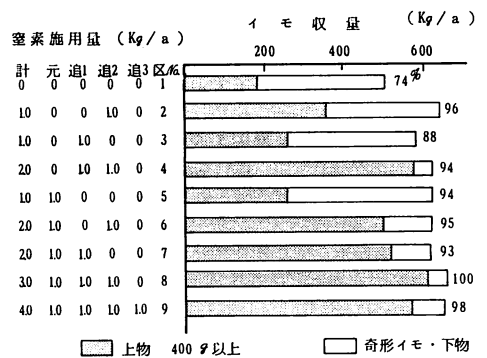 イモ収量 (Kg/a)
窒素施用量 (Kg/a)
200 400 600
計 元 追1 追2 追3 区/No.
0 0 0 0 0 1 74%
1.0 0 0 1.0 0 2 96
1.0 0 1.0 0 0 3 88
2.0 0 1.0 1.0 0 4 94
1.0 1.0 0 0 0 5 94
2.0 1.0 0 1.0 0 6 95
2.0 1.0 1.0 0 0 7 93
3.0 1.0 1.0 1.0 0 8 100
4.0 1.0 1.0 1.0 1.0 9 98
上物 400g以上 奇形イモ・下物